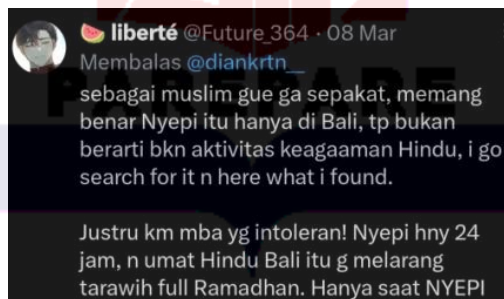 liberté @Future_364 · 08 Mar
Membalas @diankrtn__
sebagai muslim gue ga sepakat, memang
benar Nyepi itu hanya di Bali, tp bukan
berarti bkn aktivitas keagaaman Hindu, i go
search for it n here what i found.
Justru km mba yg intoleran! Nyepi hny 24
jam, n umat Hindu Bali itu g melarang
tarawih full Ramadhan. Hanya saat NYEPI
PAREPARE